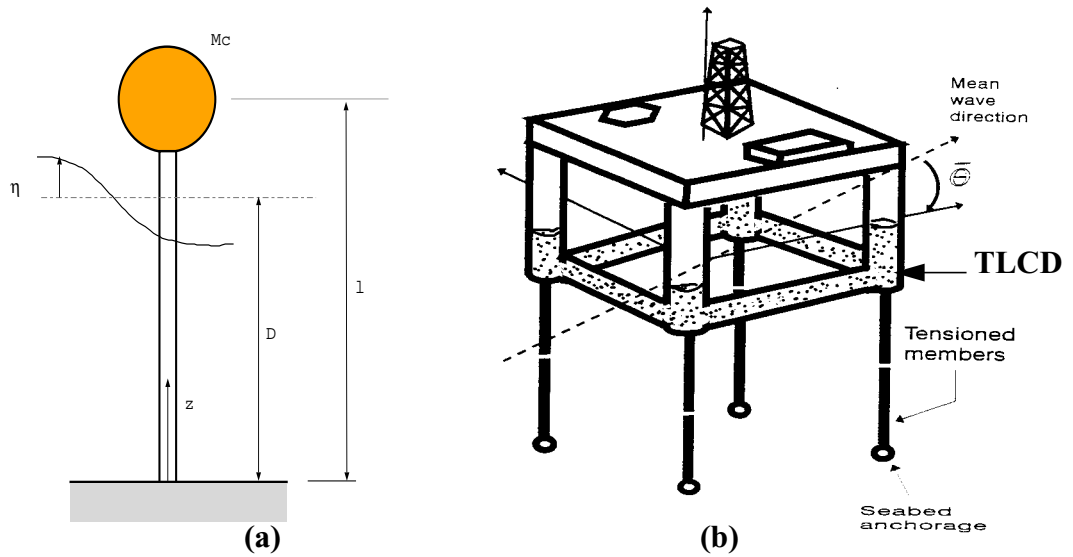 Mc
η
l
D
z
(a)
Mean
wave
direction
Θ̅
TLCD
Tensioned
members
Seabed
anchorage
(b)